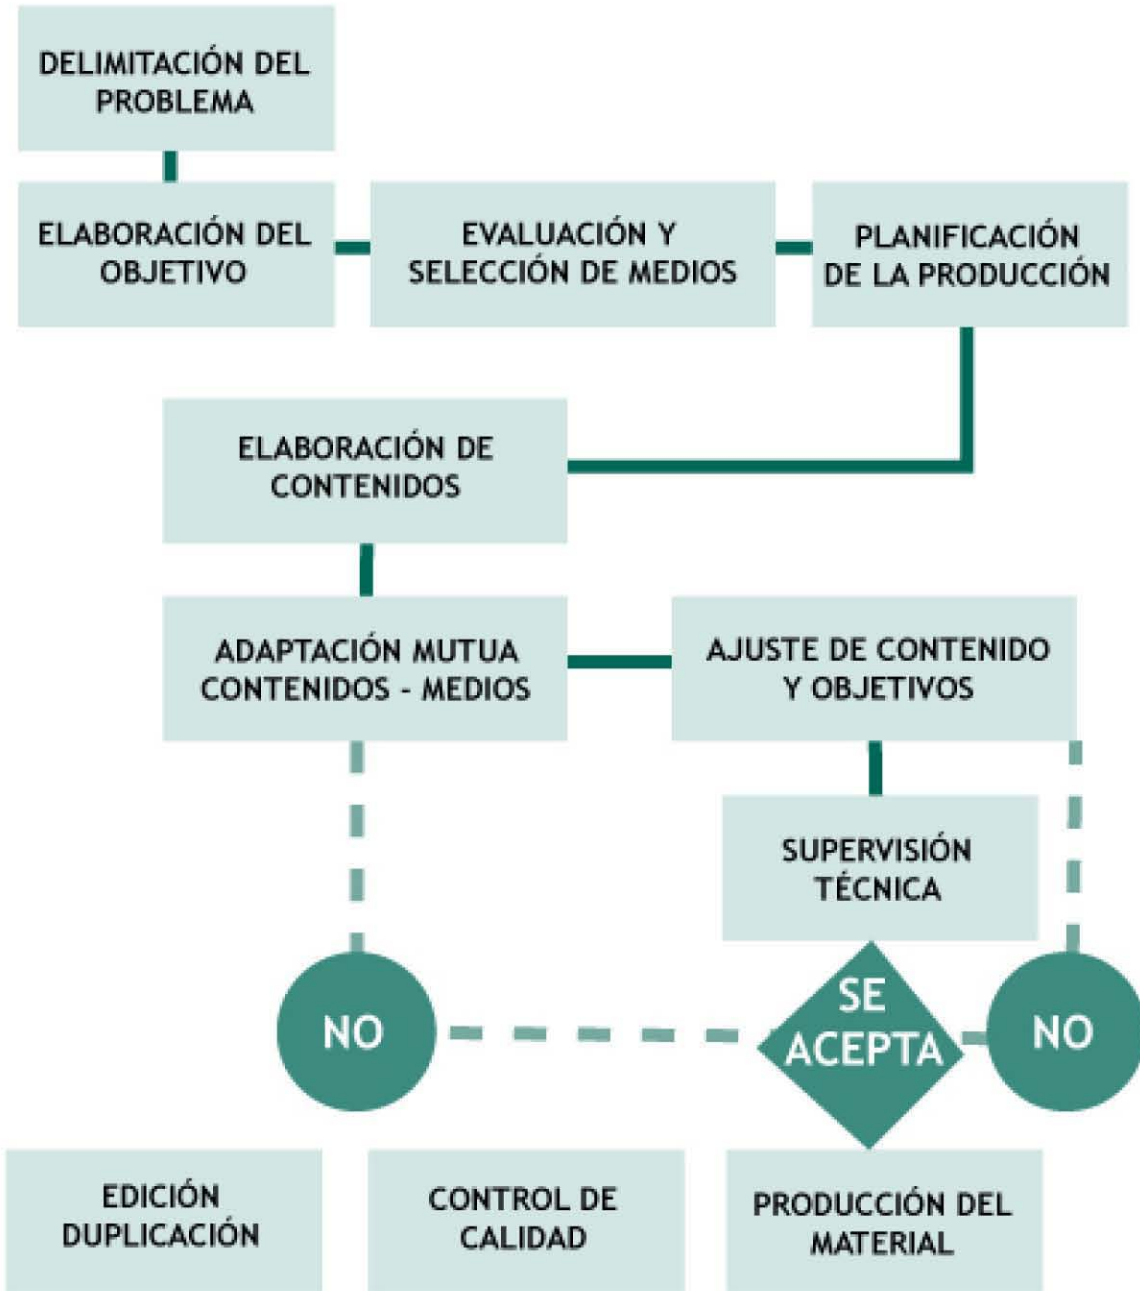 DELIMITACIÓN DEL
PROBLEMA
ELABORACIÓN DEL
OBJETIVO
EVALUACIÓN Y
SELECCIÓN DE MEDIOS
PLANIFICACIÓN
DE LA PRODUCCIÓN
ELABORACIÓN DE
CONTENIDOS
ADAPTACIÓN MUTUA
CONTENIDOS - MEDIOS
AJUSTE DE CONTENIDO
Y OBJETIVOS
SUPERVISIÓN
TÉCNICA
NO
SE
ACEPTA
NO
EDICIÓN
DUPLICACIÓN
CONTROL DE
CALIDAD
PRODUCCIÓN DEL
MATERIAL